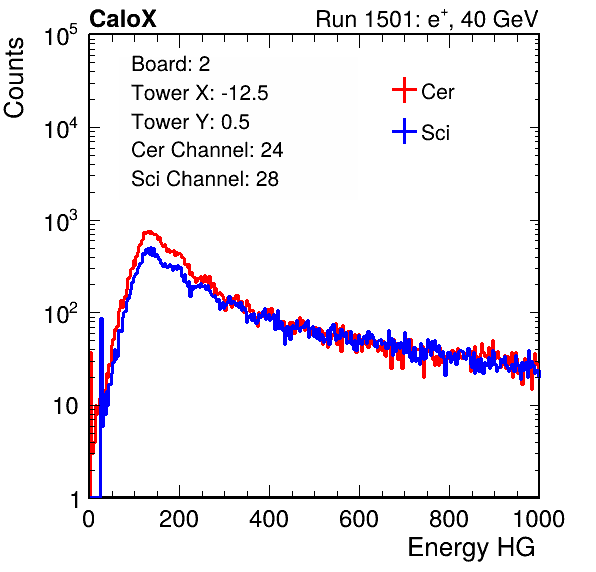 CaloX Run 1501: e⁺, 40 GeV
Counts
10⁵
10⁴
10³
10²
10
1
Board: 2
Tower X: -12.5
Tower Y: 0.5
Cer Channel: 24
Sci Channel: 28
Cer
Sci
0 200 400 600 800 1000
Energy HG